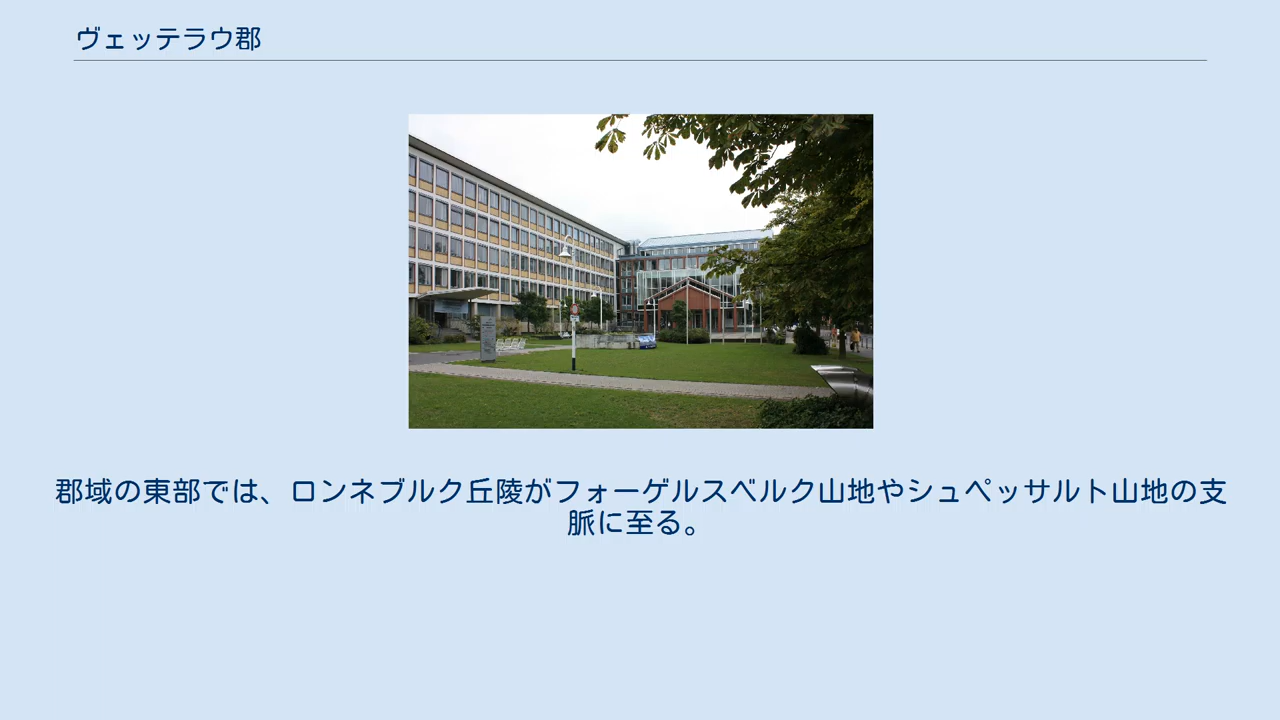 ヴェッテラウ郡
郡域の東部では、ロンネブルク丘陵がフォーゲルスベルク山地やシュペッサルト山地の支
脈に至る。